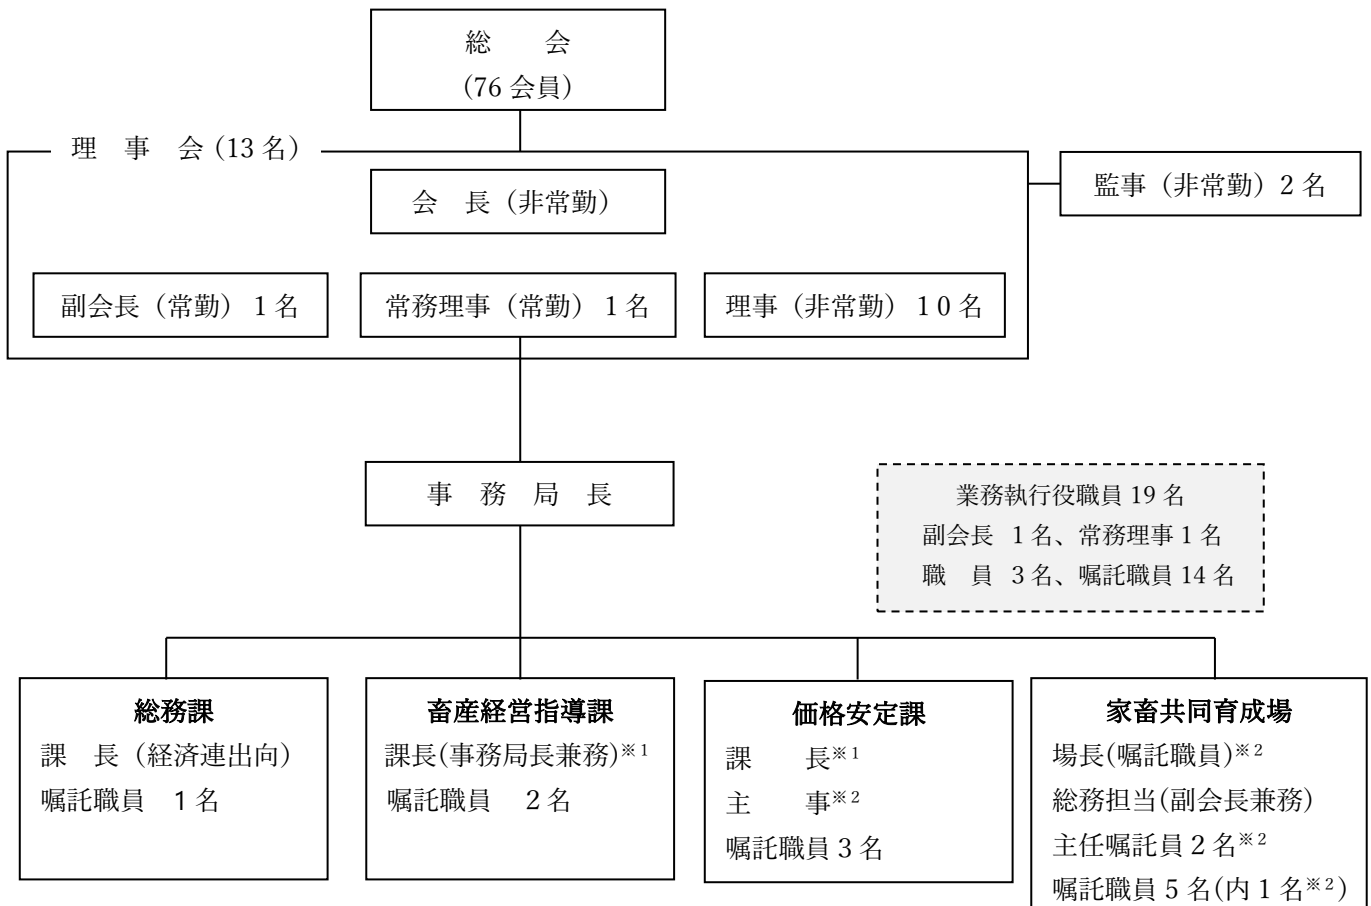 総　　会
(76 会員)
理　事　会 (13 名)
会　長（非常勤）
監事（非常勤）2 名
副会長（常勤）1 名
常務理事（常勤）1 名
理事（非常勤）1 0 名
事　務　局　長
業務執行役職員 19 名
副会長　1 名、常務理事 1 名
職　員　3 名、嘱託職員 14 名
総務課
課　長（経済連出向）
嘱託職員　1 名
畜産経営指導課
課長(事務局長兼務)※1
嘱託職員　2 名
価格安定課
課　　長※1
主　　事※2
嘱託職員 3 名
家畜共同育成場
場長(嘱託職員)※2
総務担当(副会長兼務)
主任嘱託員 2 名※2
嘱託職員 5 名(内 1 名※2)